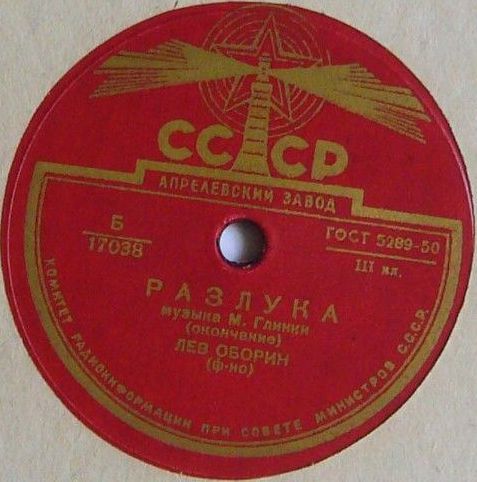 СССР
АПРЕЛЕВСКИЙ ЗАВОД
Б
17038
ГОСТ 5289-50
III кл.
РАЗЛУКА
музыка М. Глинки
(окончание)
ЛЕВ ОБОРИН
(ф-но)
КОМИТЕТ РАДИОИНФОРМАЦИИ ПРИ СОВЕТЕ МИНИСТРОВ С.С.С.Р.